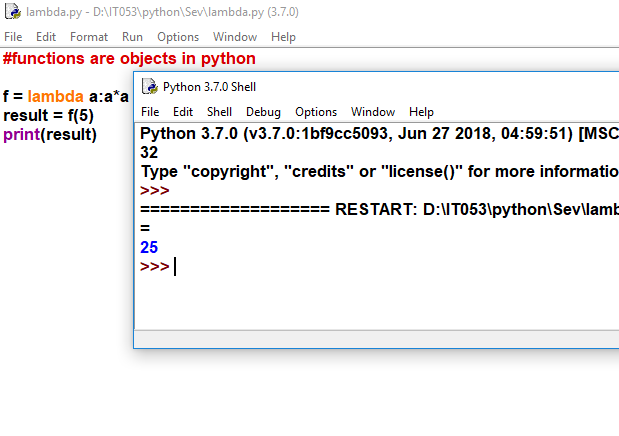 lambda.py - D:\IT053\python\Sev\lambda.py (3.7.0)
File Edit Format Run Options Window Help
#functions are objects in python
f = lambda a:a*a
result = f(5)
print(result)
Python 3.7.0 Shell
File Edit Shell Debug Options Window Help
Python 3.7.0 (v3.7.0:1bf9cc5093, Jun 27 2018, 04:59:51) [MSC
32
Type "copyright", "credits" or "license()" for more informatio
>>>
=================== RESTART: D:\IT053\python\Sev\lamb
=
25
>>>